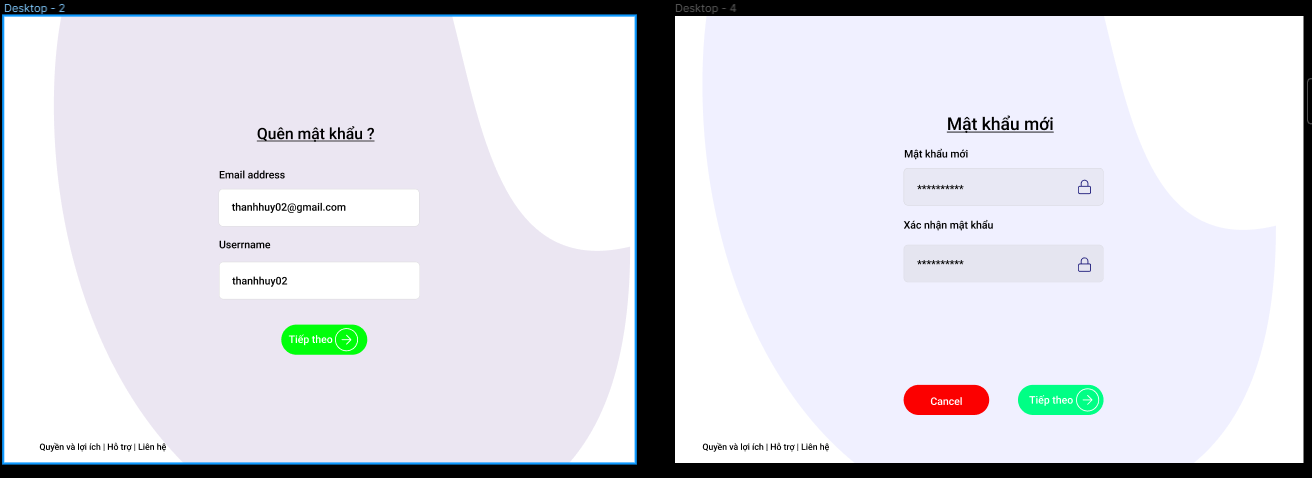 Desktop - 2
Quên mật khẩu ?
Email address
thanhhuy02@gmail.com
Userrname
thanhhuy02
Tiếp theo
Quyền và lợi ích | Hỗ trợ | Liên hệ
Desktop - 4
Mật khẩu mới
Mật khẩu mới
**********
Xác nhận mật khẩu
**********
Cancel
Tiếp theo
Quyền và lợi ích | Hỗ trợ | Liên hệ